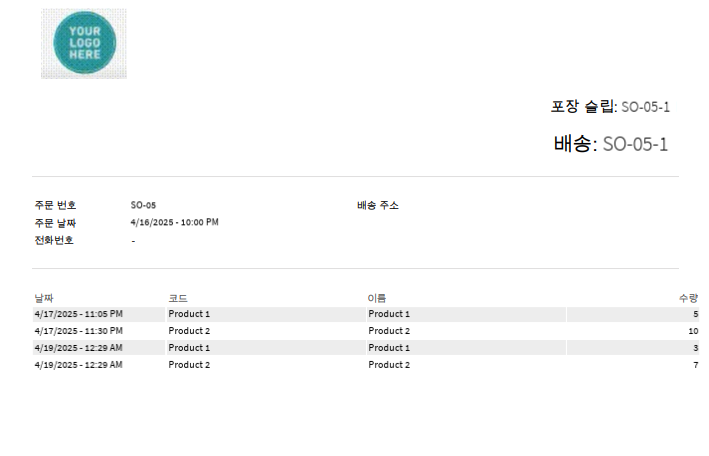 YOUR
LOGO
HERE
포장 슬립: SO-05-1
배송: SO-05-1
주문 번호 SO-05 배송 주소
주문 날짜 4/16/2025 - 10:00 PM
전화번호 -
날짜 코드 이름 수량
4/17/2025 - 11:05 PM Product 1 Product 1 5
4/17/2025 - 11:30 PM Product 2 Product 2 10
4/19/2025 - 12:29 AM Product 1 Product 1 3
4/19/2025 - 12:29 AM Product 2 Product 2 7